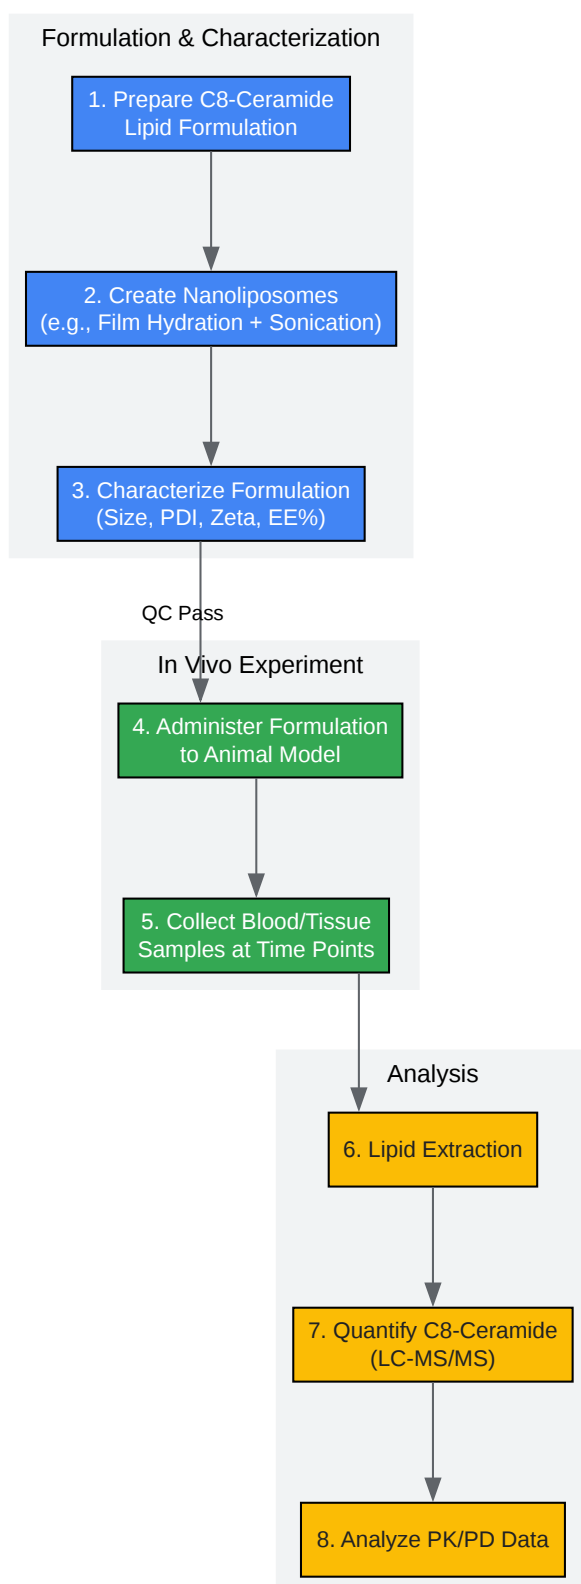 Formulation & Characterization
1. Prepare C8-Ceramide
Lipid Formulation
2. Create Nanoliposomes
(e.g., Film Hydration + Sonication)
3. Characterize Formulation
(Size, PDI, Zeta, EE%)
QC Pass
In Vivo Experiment
4. Administer Formulation
to Animal Model
5. Collect Blood/Tissue
Samples at Time Points
Analysis
6. Lipid Extraction
7. Quantify C8-Ceramide
(LC-MS/MS)
8. Analyze PK/PD Data